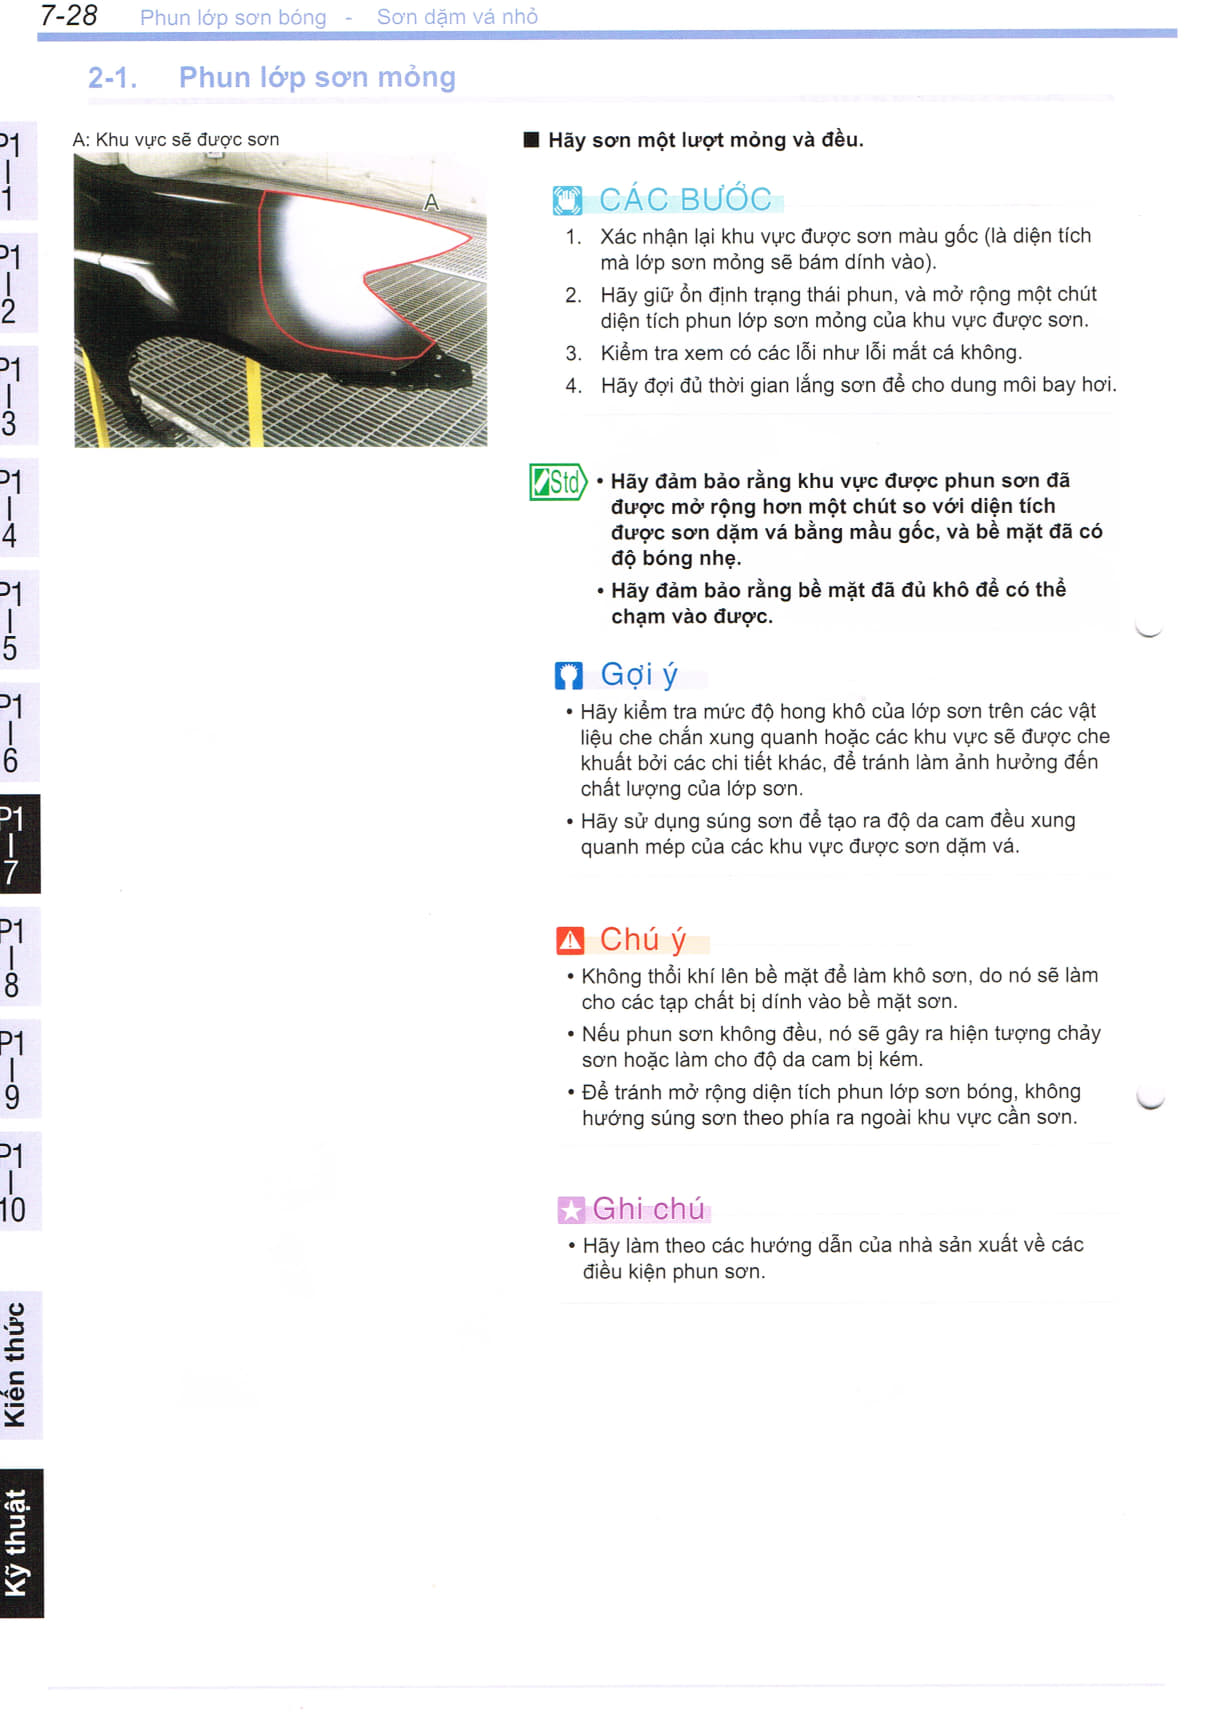 7-28 Phun lớp sơn bóng - Sơn dặm vá nhỏ
2-1. Phun lớp sơn mỏng
A: Khu vực sẽ được sơn
A
■ Hãy sơn một lượt mỏng và đều.
CÁC BƯỚC
1. Xác nhận lại khu vực được sơn màu gốc (là diện tích
mà lớp sơn mỏng sẽ bám dính vào).
2. Hãy giữ ổn định trạng thái phun, và mở rộng một chút
diện tích phun lớp sơn mỏng của khu vực được sơn.
3. Kiểm tra xem có các lỗi như lỗi mắt cá không.
4. Hãy đợi đủ thời gian lắng sơn để cho dung môi bay hơi.
Std
• Hãy đảm bảo rằng khu vực được phun sơn đã
được mở rộng hơn một chút so với diện tích
được sơn dặm vá bằng mầu gốc, và bề mặt đã có
độ bóng nhẹ.
• Hãy đảm bảo rằng bề mặt đã đủ khô để có thể
chạm vào được.
Gợi ý
• Hãy kiểm tra mức độ hong khô của lớp sơn trên các vật
liệu che chắn xung quanh hoặc các khu vực sẽ được che
khuất bởi các chi tiết khác, để tránh làm ảnh hưởng đến
chất lượng của lớp sơn.
• Hãy sử dụng súng sơn để tạo ra độ da cam đều xung
quanh mép của các khu vực được sơn dặm vá.
Chú ý
• Không thổi khí lên bề mặt để làm khô sơn, do nó sẽ làm
cho các tạp chất bị dính vào bề mặt sơn.
• Nếu phun sơn không đều, nó sẽ gây ra hiện tượng chảy
sơn hoặc làm cho độ da cam bị kém.
• Để tránh mở rộng diện tích phun lớp sơn bóng, không
hướng súng sơn theo phía ra ngoài khu vực cần sơn.
Ghi chú
• Hãy làm theo các hướng dẫn của nhà sản xuất về các
điều kiện phun sơn.
P1
1
P1
2
P1
3
P1
4
P1
5
P1
6
P1
7
P1
8
P1
9
P1
10
Kiến thức
Kỹ thuật